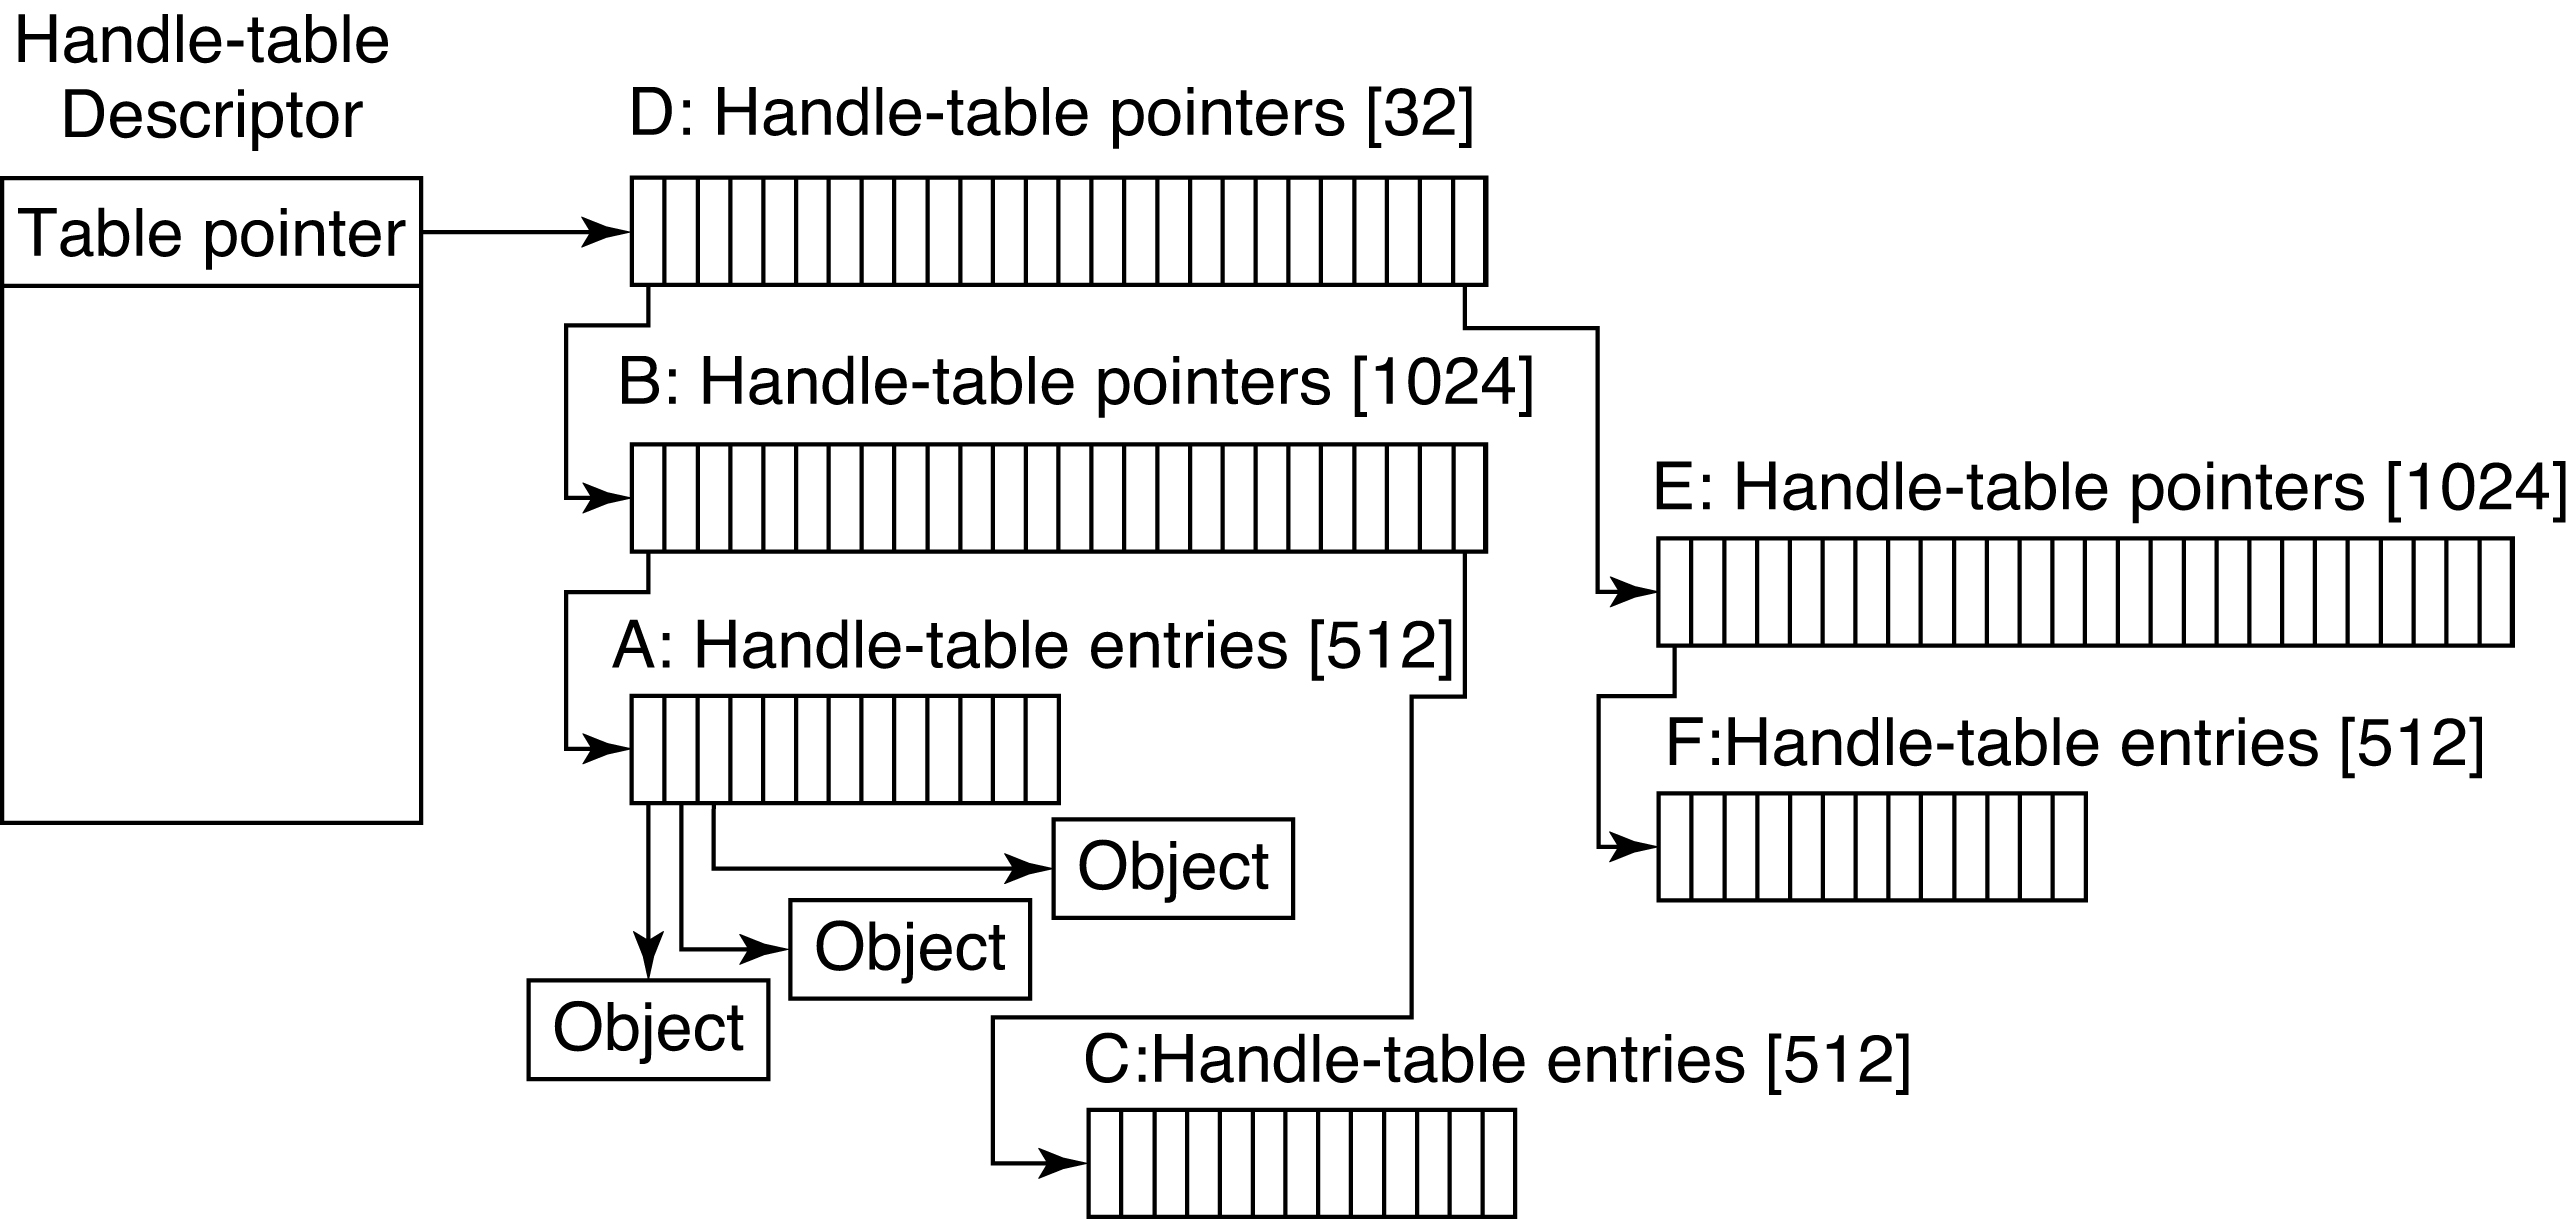 Handle-table
Descriptor
Table pointer
D: Handle-table pointers [32]
B: Handle-table pointers [1024]
A: Handle-table entries [512]
Object
Object
Object
C:Handle-table entries [512]
E: Handle-table pointers [1024]
F:Handle-table entries [512]